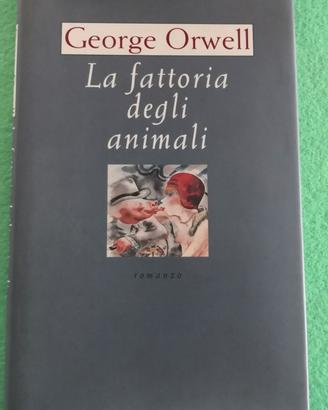 George Orwell
La fattoria
degli
animali
romanzo